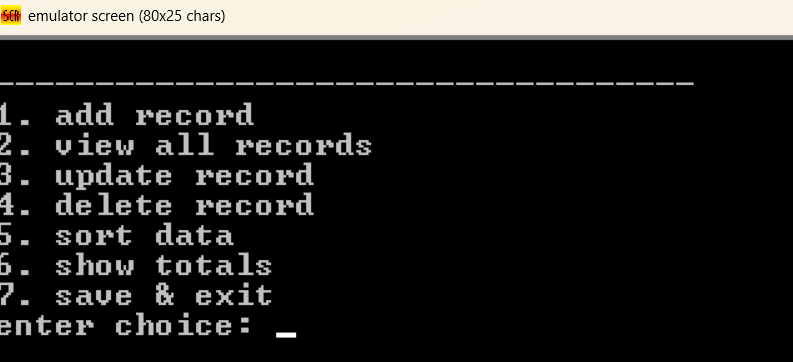 emulator screen (80x25 chars)
-----------------------------------
1. add record
2. view all records
3. update record
4. delete record
5. sort data
6. show totals
7. save & exit
enter choice: _